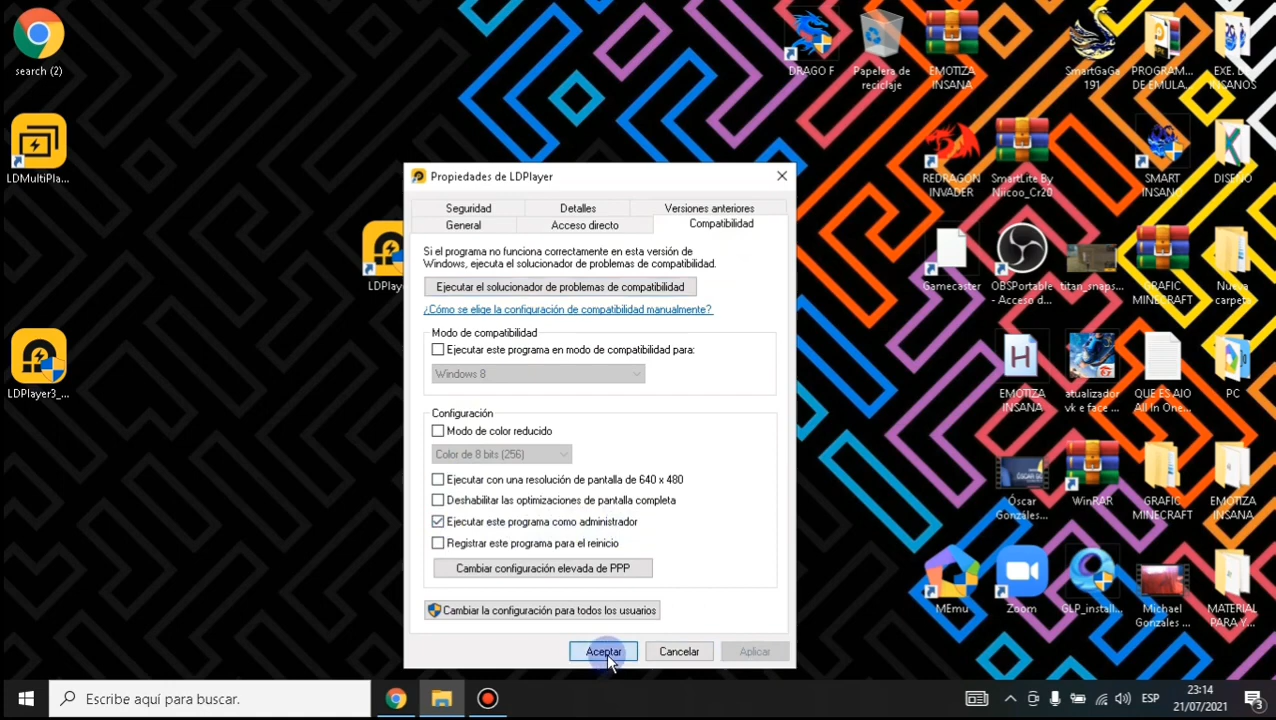 search (2)
LDMultiPla...
LDPlayer3_...
LDPlaye
DRAGO F
Papelera de
reciclaje
EMOTIZA
INSANA
SmartGaGa
191
PROGRAM...
DE EMULA...
EXE. D
INSANOS
REDRAGON
INVADER
SmartLite By
Niicoo_Cr20
SMART
INSANO
DISEÑO
Gamecaster
OBSPortable
- Acceso d...
titan_snaps...
GRAFIC
MINECRAFT
Nueva
carpeta
EMOTIZA
INSANA
atualizador
vk e face ...
QUE ES AIO
All In One...
PC
Óscar
Gonzáles...
WinRAR
GRAFIC
MINECRAFT
EMOTIZA
INSANA
MEmu
Zoom
GLP_install...
Michael
Gonzales ...
MATERIAL
PARA Y...
Propiedades de LDPlayer
Seguridad
Detalles
Versiones anteriores
General
Acceso directo
Compatibilidad
Si el programa no funciona correctamente en esta versión de
Windows, ejecuta el solucionador de problemas de compatibilidad.
Ejecutar el solucionador de problemas de compatibilidad
¿Cómo se elige la configuración de compatibilidad manualmente?
Modo de compatibilidad
Ejecutar este programa en modo de compatibilidad para:
Windows 8
Configuración
Modo de color reducido
Color de 8 bits (256)
Ejecutar con una resolución de pantalla de 640 x 480
Deshabilitar las optimizaciones de pantalla completa
Ejecutar este programa como administrador
Registrar este programa para el reinicio
Cambiar configuración elevada de PPP
Cambiar la configuración para todos los usuarios
Aceptar
Cancelar
Aplicar
Escribe aquí para buscar.
ESP
23:14
21/07/2021
3